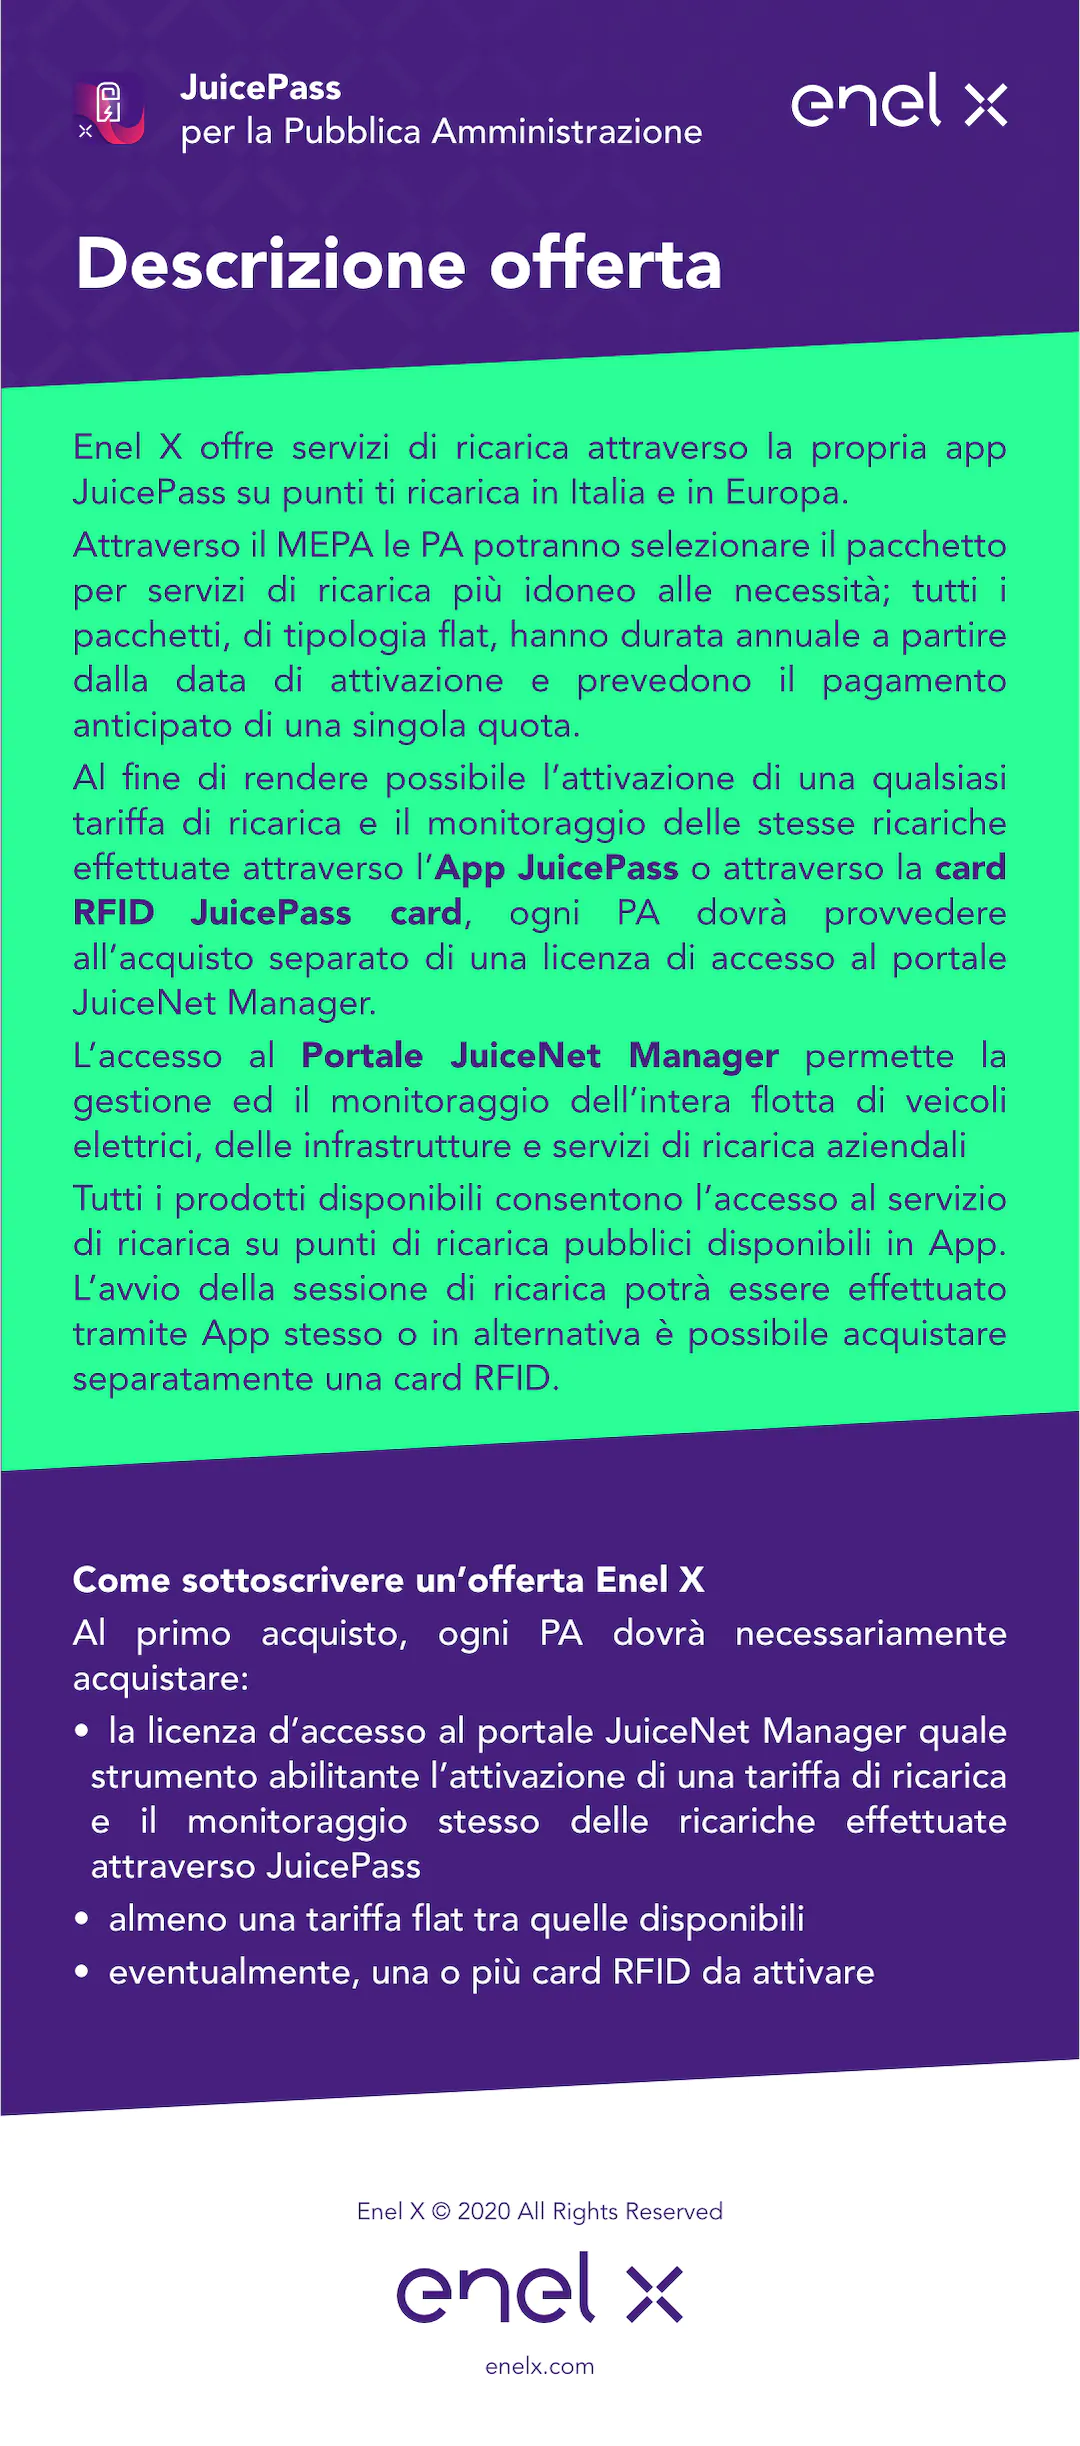 JuicePass
per la Pubblica Amministrazione
enel x
Descrizione offerta
Enel X offre servizi di ricarica attraverso la propria app
JuicePass su punti ti ricarica in Italia e in Europa.
Attraverso il MEPA le PA potranno selezionare il pacchetto
per servizi di ricarica più idoneo alle necessità; tutti i
pacchetti, di tipologia flat, hanno durata annuale a partire
dalla data di attivazione e prevedono il pagamento
anticipato di una singola quota.
Al fine di rendere possibile l’attivazione di una qualsiasi
tariffa di ricarica e il monitoraggio delle stesse ricariche
effettuate attraverso l’App JuicePass o attraverso la card
RFID JuicePass card, ogni PA dovrà provvedere
all’acquisto separato di una licenza di accesso al portale
JuiceNet Manager.
L’accesso al Portale JuiceNet Manager permette la
gestione ed il monitoraggio dell’intera flotta di veicoli
elettrici, delle infrastrutture e servizi di ricarica aziendali
Tutti i prodotti disponibili consentono l’accesso al servizio
di ricarica su punti di ricarica pubblici disponibili in App.
L’avvio della sessione di ricarica potrà essere effettuato
tramite App stesso o in alternativa è possibile acquistare
separatamente una card RFID.
Come sottoscrivere un’offerta Enel X
Al primo acquisto, ogni PA dovrà necessariamente
acquistare:
• la licenza d’accesso al portale JuiceNet Manager quale
strumento abilitante l’attivazione di una tariffa di ricarica
e il monitoraggio stesso delle ricariche effettuate
attraverso JuicePass
• almeno una tariffa flat tra quelle disponibili
• eventualmente, una o più card RFID da attivare
Enel X © 2020 All Rights Reserved
enel x
enelx.com